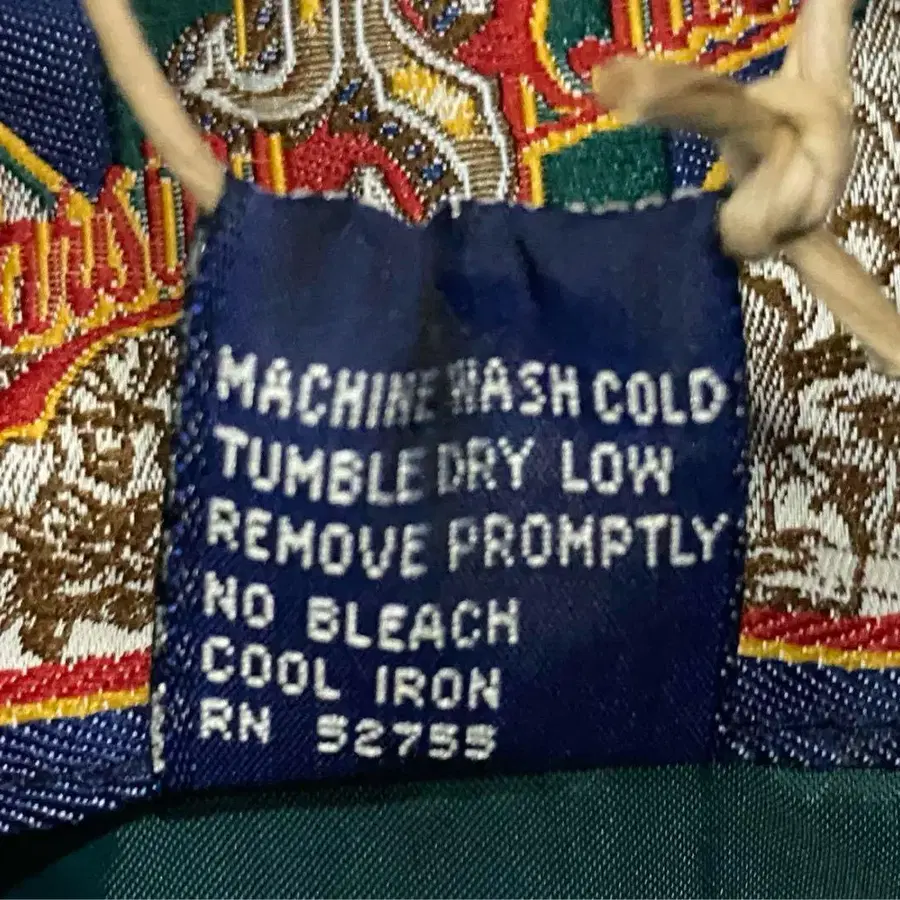 MACHINE WASH COLD
TUMBLE DRY LOW
REMOVE PROMPTLY
NO BLEACH
COOL IRON
RN 52755